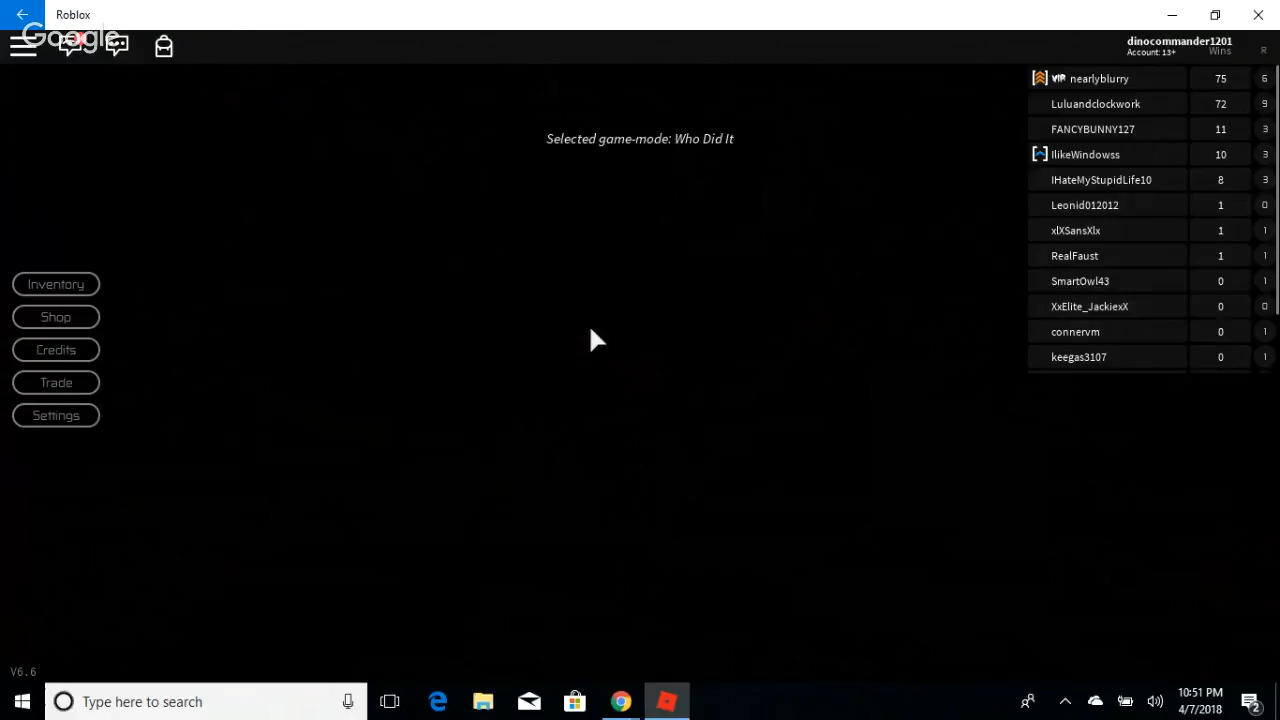 Roblox
Google
dinocommander1201
Account: 13+
Wins
R
VIP nearlyblurry 75 6
Luluandclockwork 72 9
FANCYBUNNY127 11 3
IlikeWindowss 10 3
IHateMyStupidLife10 8 3
Leonid012012 1 0
xlXSansXlx 1 1
RealFaust 1 1
SmartOwl43 0 1
XxElite_JackiexX 0 0
connervm 0 1
keegas3107 0 1
Selected game-mode: Who Did It
Inventory
Shop
Credits
Trade
Settings
V6.6
Type here to search
10:51 PM
4/7/2018
2